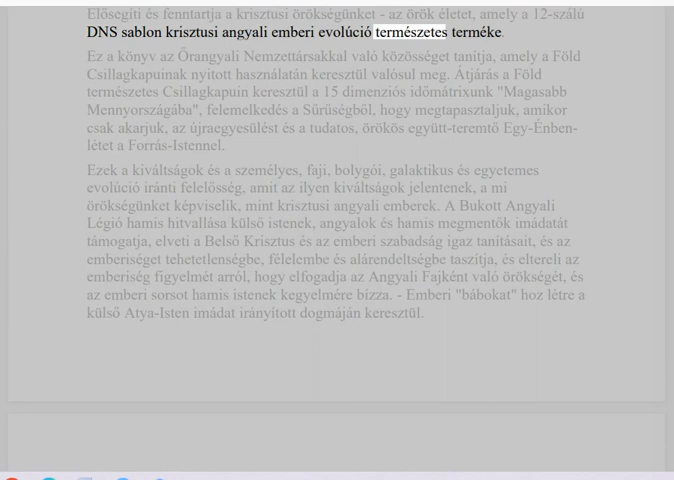 Elősegíti és fenntartja a krisztusi örökségünket - az örök életet, amely a 12-szálú
DNS sablon krisztusi angyali emberi evolúció természetes terméke.
Ez a könyv az Őrangyali Nemzettársakkal való közösséget tanítja, amely a Föld
Csillagkapuinak nyitott használatán keresztül valósul meg. Átjárás a Föld
természetes Csillagkapuin keresztül a 15 dimenziós időmátrixunk "Magasabb
Mennyországába", felemelkedés a Sűrűségből, hogy megtapasztaljuk, amikor
csak akarjuk, az újraegyesülést és a tudatos, örökös együtt-teremtő Egy-Énben-
létet a Forrás-Istennel.
Ezek a kiváltságok és a személyes, faji, bolygói, galaktikus és egyetemes
evolúció iránti felelősség, amit az ilyen kiváltságok jelentenek, a mi
örökségünket képviselik, mint krisztusi angyali emberek. A Bukott Angyali
Légió hamis hitvallása külső istenek, angyalok és hamis megmentők imádatát
támogatja, elveti a Belső Krisztus és az emberi szabadság igaz tanításait, és az
emberiséget tehetetlenségbe, félelembe és alárendeltségbe taszítja, és eltereli az
emberiség figyelmét arról, hogy elfogadja az Angyali Fajként való örökségét, és
az emberi sorsot hamis istenek kegyelmére bízza. - Emberi "bábokat" hoz létre a
külső Atya-Isten imádat irányított dogmáján keresztül.